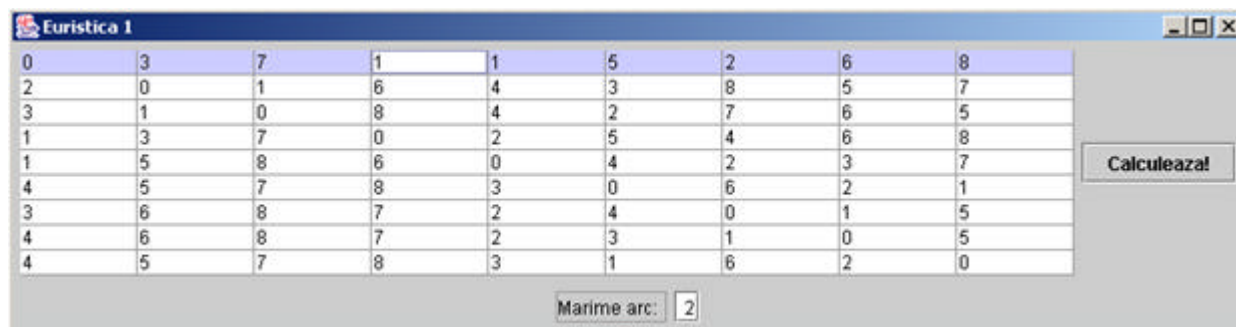 Euristica 1
0 3 7 1 1 5 2 6 8
2 0 1 6 4 3 8 5 7
3 1 0 8 4 2 7 6 5
1 3 7 0 2 5 4 6 8
1 5 8 6 0 4 2 3 7
4 5 7 8 3 0 6 2 1
3 6 8 7 2 4 0 1 5
4 6 8 7 2 3 1 0 5
4 5 7 8 3 1 6 2 0
Calculeaza!
Marime arc: 2